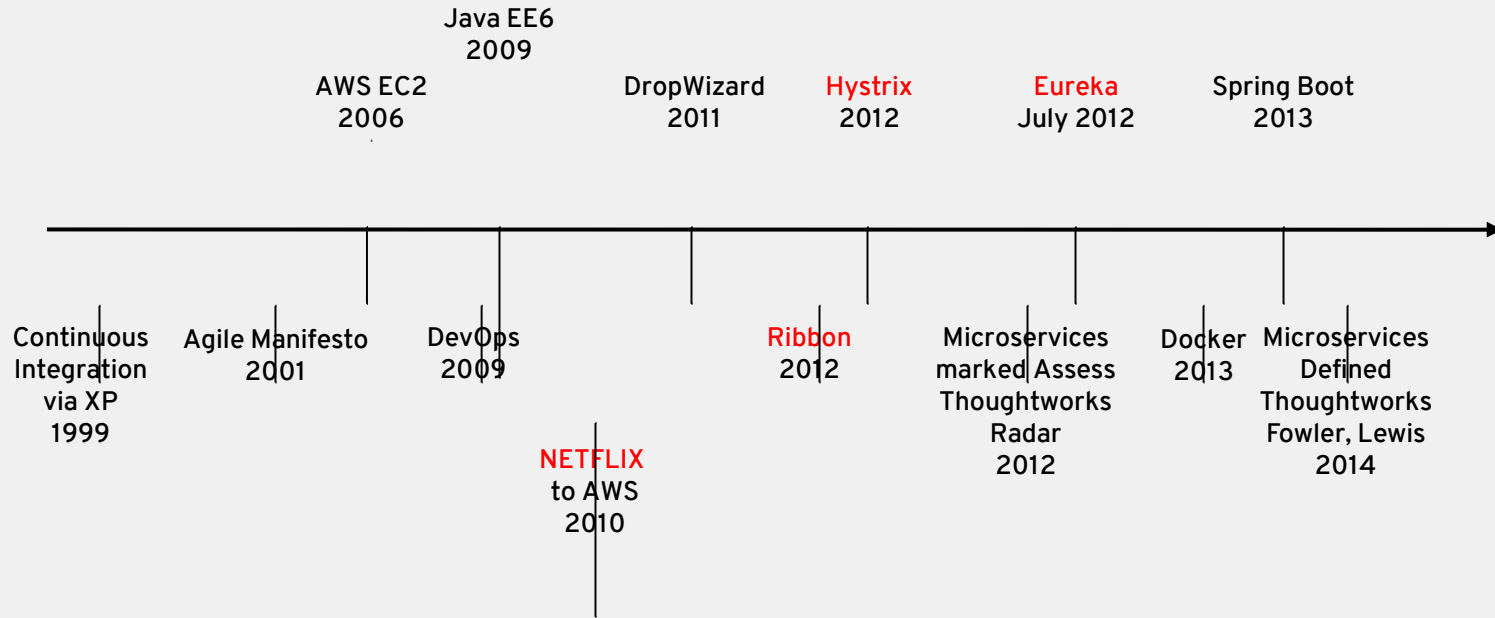 Java EE6
2009
AWS EC2
2006
DropWizard
2011
Hystrix
2012
Eureka
July 2012
Spring Boot
2013
Continuous
Integration
via XP
1999
Agile Manifesto
2001
DevOps
2009
Ribbon
2012
Microservices
marked Assess
Thoughtworks
Radar
2012
Docker
2013
Microservices
Defined
Thoughtworks
Fowler, Lewis
2014
NETFLIX
to AWS
2010